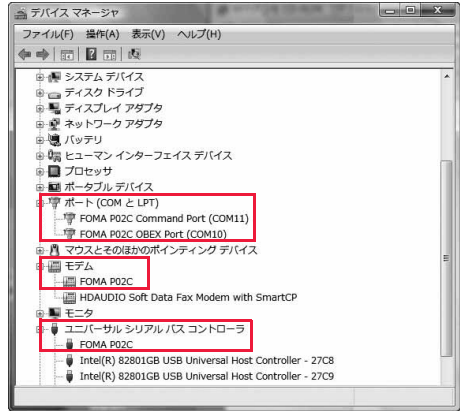 デバイス マネージャ
ファイル(F) 操作(A) 表示(V) ヘルプ(H)
システム デバイス
ディスク ドライブ
ディスプレイ アダプタ
ネットワーク アダプタ
バッテリ
ヒューマン インターフェイス デバイス
プロセッサ
ポータブル デバイス
ポート (COM と LPT)
FOMA P02C Command Port (COM11)
FOMA P02C OBEX Port (COM10)
マウスとそのほかのポインティング デバイス
モデム
FOMA P02C
HDAUDIO Soft Data Fax Modem with SmartCP
モニタ
ユニバーサル シリアル バス コントローラ
FOMA P02C
Intel(R) 82801GB USB Universal Host Controller - 27C8
Intel(R) 82801GB USB Universal Host Controller - 27C9